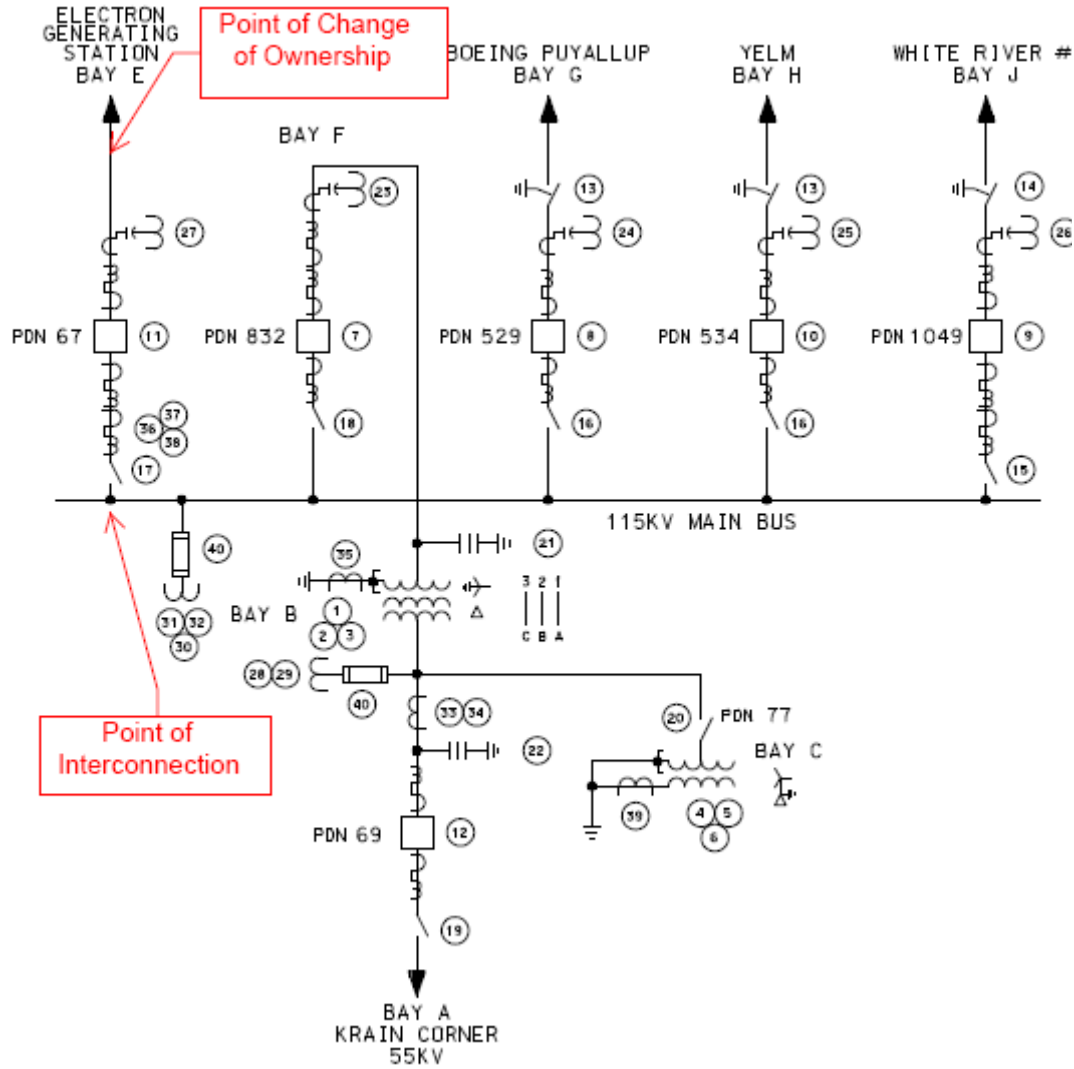 ELECTRON
GENERATING
STATION
BAY E
Point of Change
of Ownership
BOEING PUYALLUP
BAY G
YELM
BAY H
WHITE RIVER #
BAY J
BAY F
23
13
13
14
27
24
25
26
PDN 67
11
PDN 832
7
PDN 529
8
PDN 534
10
PDN 1049
9
36
37
38
18
16
16
17
15
115KV MAIN BUS
40
35
21
3 2 1
C B A
31
32
30
BAY B
1
2
3
28
29
40
33
34
20
PDN 77
BAY C
22
Point of
Interconnection
39
4
5
6
PDN 69
12
19
BAY A
KRAIN CORNER
55KV